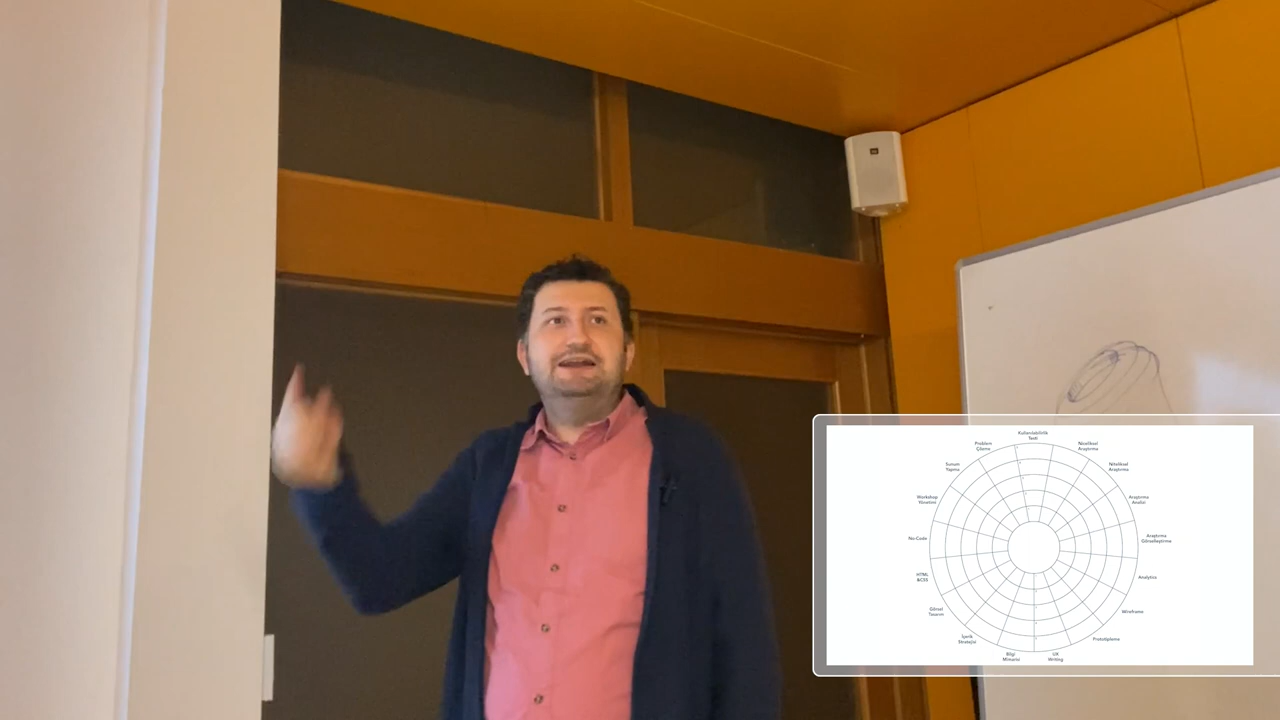 Kullanılabilirlik
Testi
Niceliksel
Araştırma
Niteliksel
Araştırma
Araştırma
Analizi
Araştırma
Görselleştirme
Analytics
Wireframe
Prototipleme
UX
Writing
Bilgi
Mimarisi
İçerik
Stratejisi
Görsel
Tasarım
HTML
&CSS
No-Code
Workshop
Yönetimi
Sunum
Yapma
Problem
Çözme